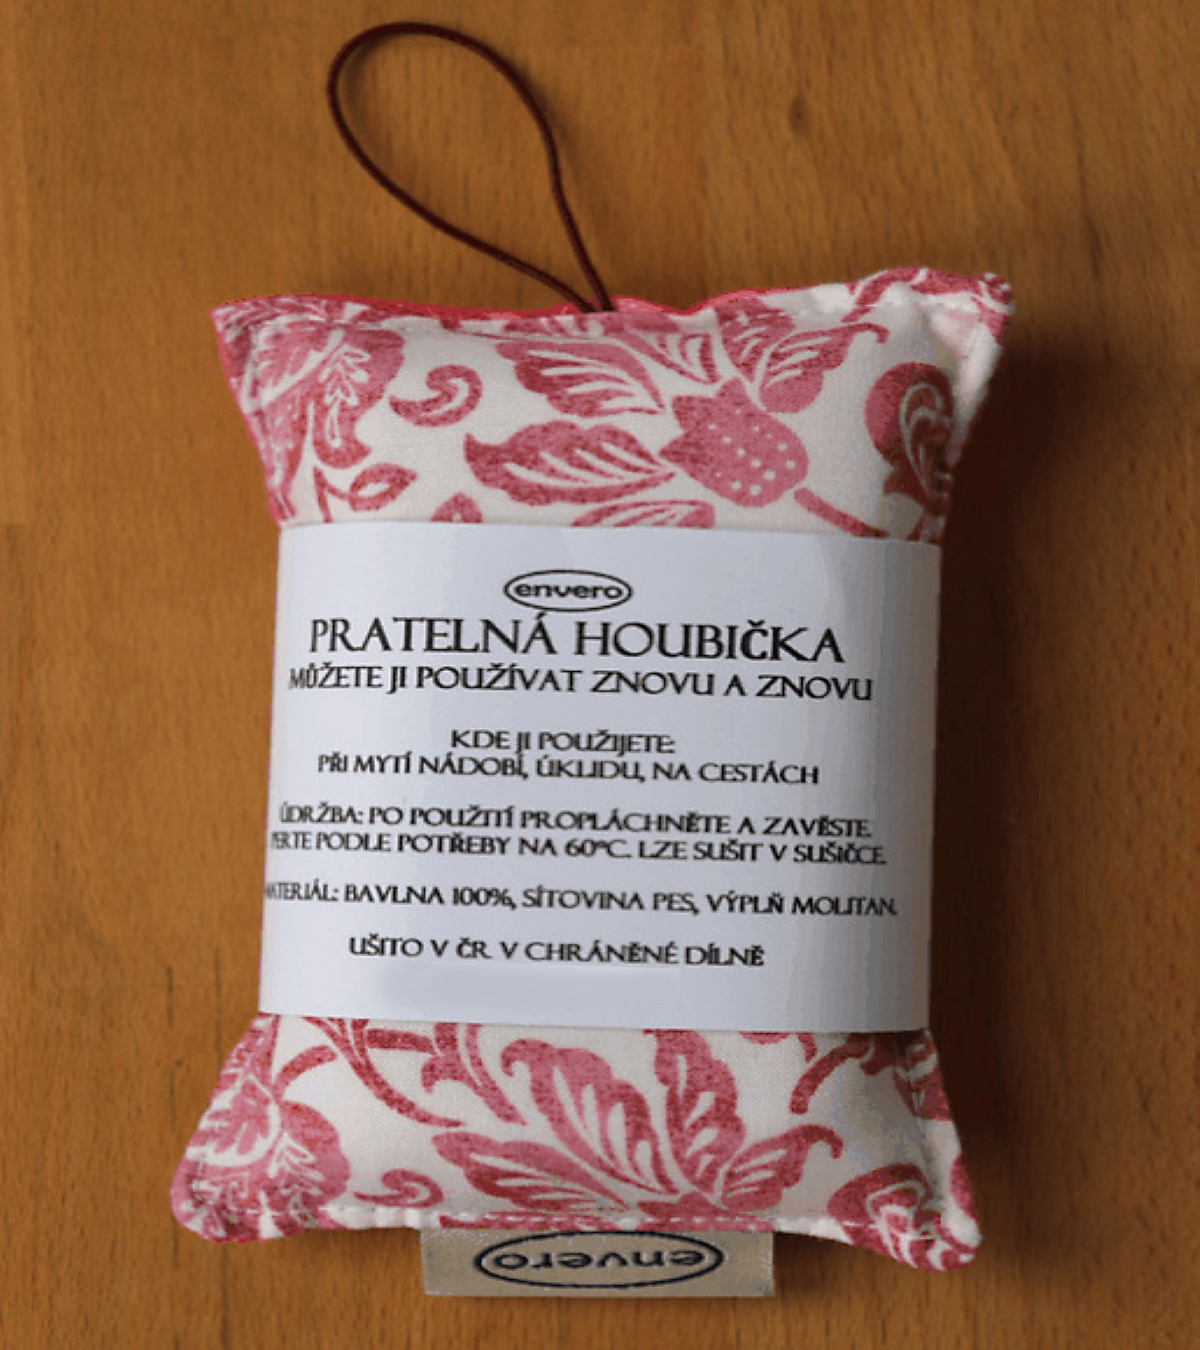 envero
PRATELNÁ HOUBIČKA
MŮŽETE JI POUŽÍVAT ZNOVU A ZNOVU
KDE JI POUŽIJETE:
PŘI MYTÍ NÁDOBÍ, ÚKLIDU, NA CESTÁCH
ÚDRŽBA: PO POUŽITÍ PROPLÁCHNĚTE A ZAVĚSTE.
PERTE PODLE POTŘEBY NA 60°C. LZE SUŠIT V SUŠIČCE.
MATERIÁL: BAVLNA 100%, SÍTOVINA PES, VÝPLŇ MOLITAN.
UŠITO V ČR V CHRÁNĚNÉ DÍLNĚ
envero